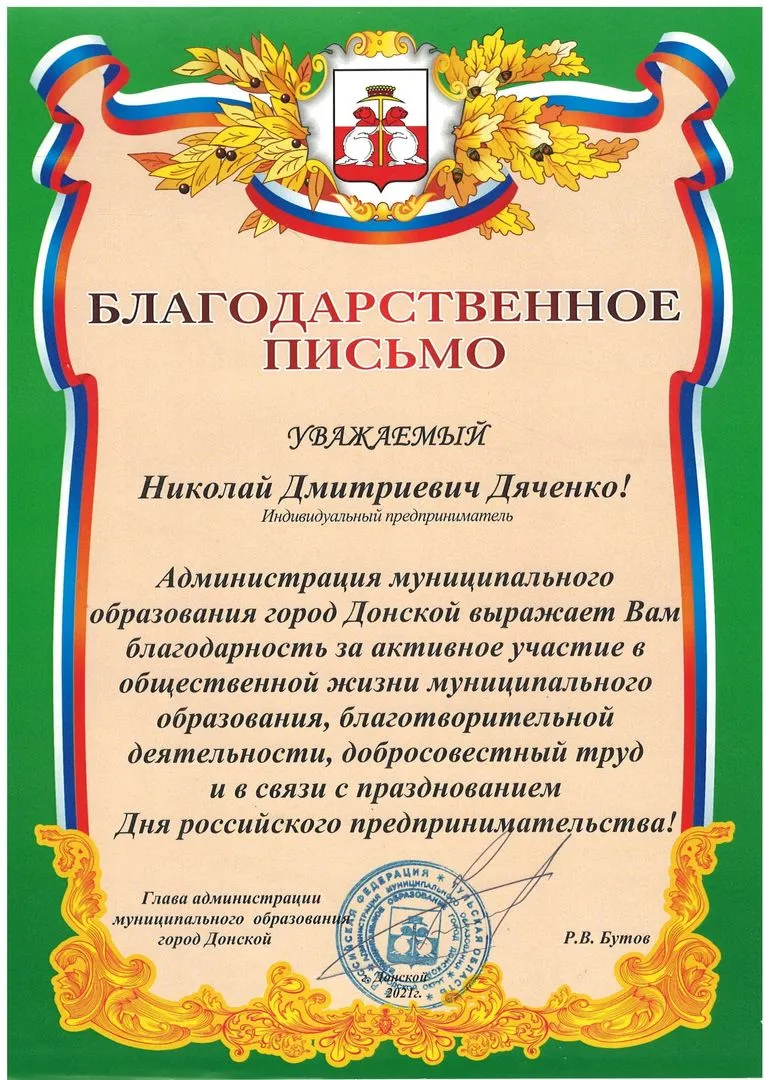 БЛАГОДАРСТВЕННОЕ
ПИСЬМО
УВАЖАЕМЫЙ
Николай Дмитриевич Дяченко!
Индивидуальный предприниматель
Администрация муниципального
образования город Донской выражает Вам
благодарность за активное участие в
общественной жизни муниципального
образования, благотворительной
деятельности, добросовестный труд
и в связи с празднованием
Дня российского предпринимательства!
Глава администрации
муниципального образования
город Донской
Р.В. Бутов
РОССИЙСКАЯ ФЕДЕРАЦИЯ * ТУЛЬСКАЯ ОБЛАСТЬ *
АДМИНИСТРАЦИЯ МУНИЦИПАЛЬНОГО ОБРАЗОВАНИЯ
г. Донской
2021г.